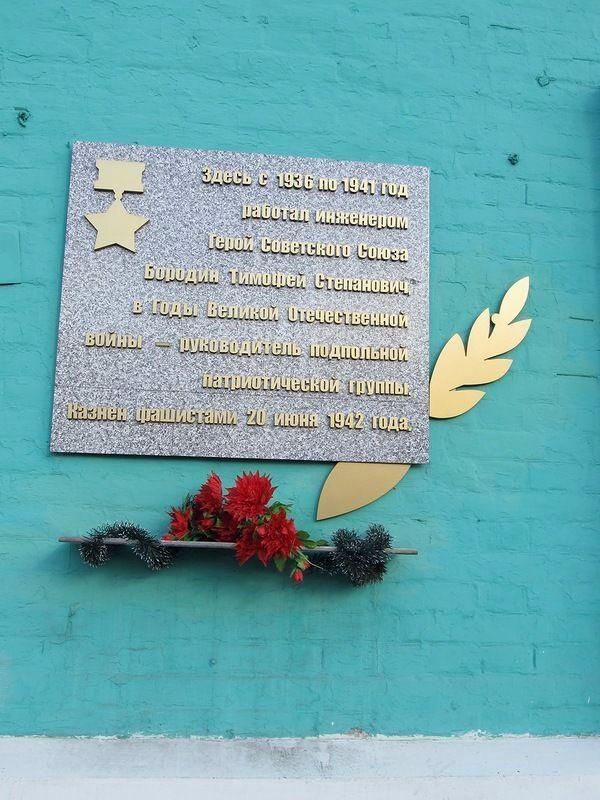 Здесь с 1936 по 1941 год
работал инженером
Герой Советского Союза
Бородин Тимофей Степанович,
в Годы Великой Отечественной
войны — руководитель подпольной
патриотической группы.
Казнен фашистами 20 июня 1942 года.